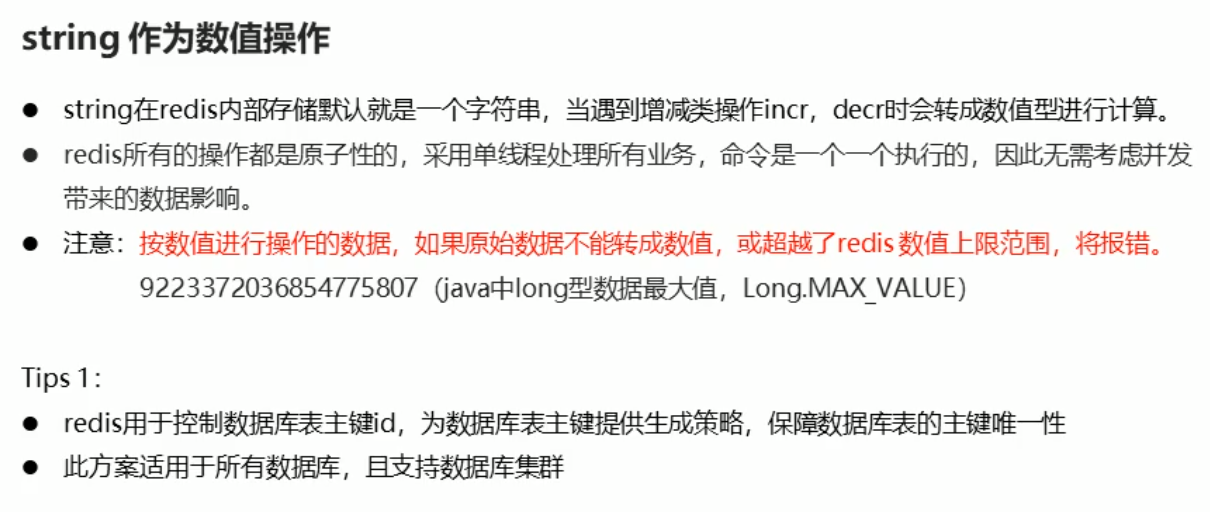 string 作为数值操作
● string在redis内部存储默认就是一个字符串，当遇到增减类操作incr，decr时会转成数值型进行计算。
● redis所有的操作都是原子性的，采用单线程处理所有业务，命令是一个一个执行的，因此无需考虑并发
带来的数据影响。
● 注意：按数值进行操作的数据，如果原始数据不能转成数值，或超越了redis 数值上限范围，将报错。
9223372036854775807（java中long型数据最大值，Long.MAX_VALUE）
Tips 1：
● redis用于控制数据库表主键id，为数据库表主键提供生成策略，保障数据库表的主键唯一性
● 此方案适用于所有数据库，且支持数据库集群